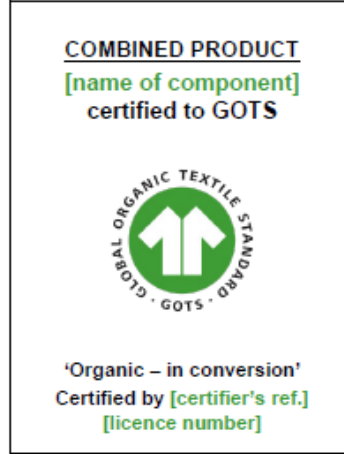 COMBINED PRODUCT
[name of component]
certified to GOTS
GLOBAL ORGANIC TEXTILE STANDARD
· GOTS ·
‘Organic – in conversion’
Certified by [certifier’s ref.]
[licence number]